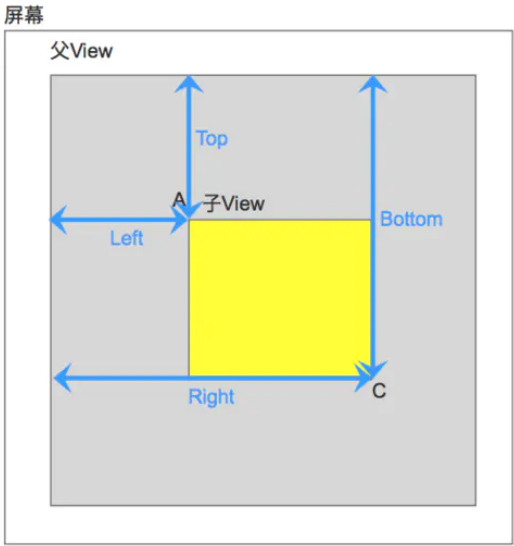 屏幕
父View
Top
A 子View
Bottom
Left
Right
C